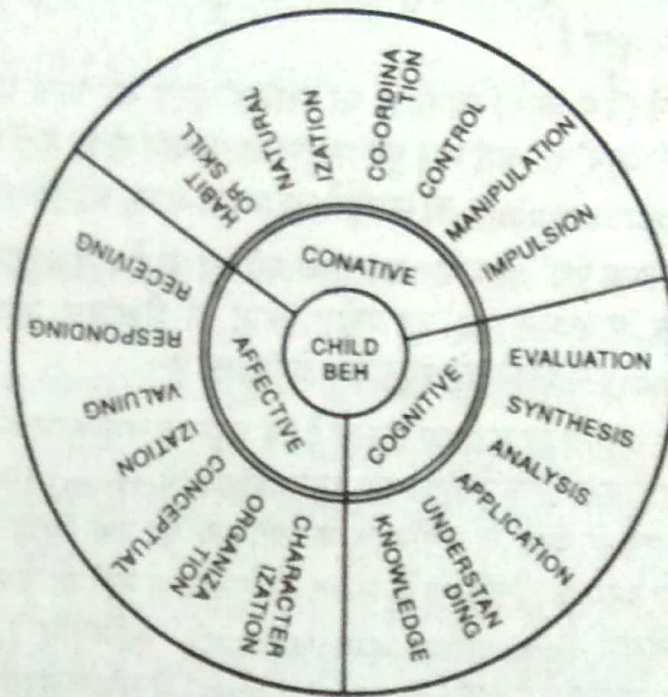 CHILD
BEH
CONATIVE
COGNITIVE
AFFECTIVE
HABIT
OR SKILL
NATURAL
IZATION
CO-ORDINA
TION
CONTROL
MANIPULATION
IMPULSION
EVALUATION
SYNTHESIS
ANALYSIS
APPLICATION
UNDERSTAN
DING
KNOWLEDGE
CHARACTER
IZATION
ORGANIZA
TION
CONCEPTUAL
IZATION
VALUING
RESPONDING
RECEIVING